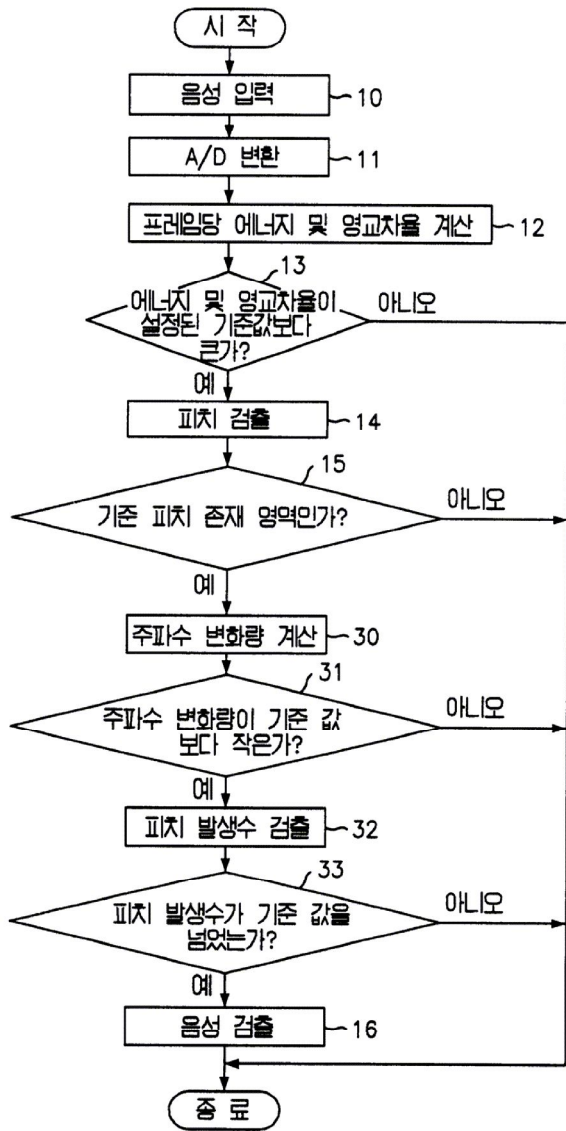 시 작
음성 입력
10
A/D 변환
11
프레임당 에너지 및 영교차율 계산
12
13
에너지 및 영교차율이
설정된 기준값보다
큰가?
아니오
예
피치 검출
14
15
기준 피치 존재 영역인가?
아니오
예
주파수 변화량 계산
30
31
주파수 변화량이 기준 값
보다 작은가?
아니오
예
피치 발생수 검출
32
33
피치 발생수가 기준 값을
넘었는가?
아니오
예
음성 검출
16
종 료